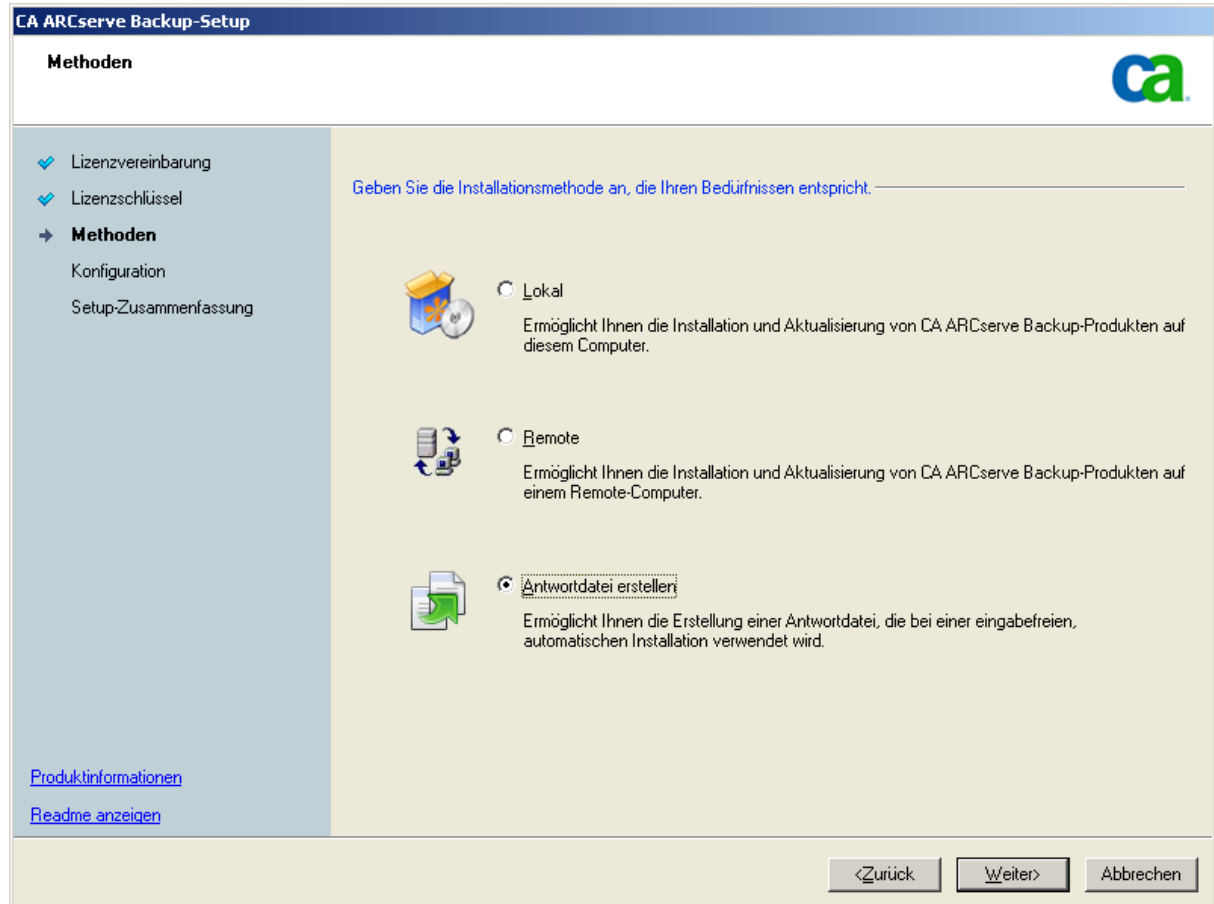 CA ARCserve Backup-Setup
Methoden
ca
Lizenzvereinbarung
Lizenzschlüssel
Methoden
Konfiguration
Setup-Zusammenfassung
Produktinformationen
Readme anzeigen
Geben Sie die Installationsmethode an, die Ihren Bedürfnissen entspricht.
Lokal
Ermöglicht Ihnen die Installation und Aktualisierung von CA ARCserve Backup-Produkten auf
diesem Computer.
Remote
Ermöglicht Ihnen die Installation und Aktualisierung von CA ARCserve Backup-Produkten auf
einem Remote-Computer.
Antwortdatei erstellen
Ermöglicht Ihnen die Erstellung einer Antwortdatei, die bei einer eingabefreien,
automatischen Installation verwendet wird.
<Zurück
Weiter>
Abbrechen